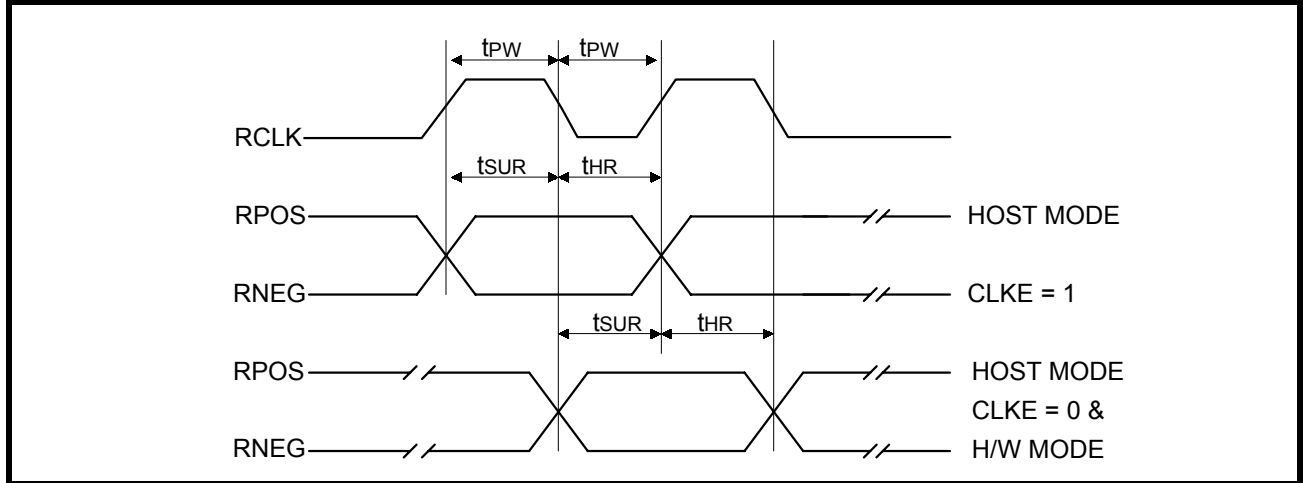 tPW tPW
RCLK
tSUR tHR
RPOS HOST MODE
RNEG CLKE = 1
tSUR tHR
RPOS HOST MODE
CLKE = 0 &
RNEG H/W MODE